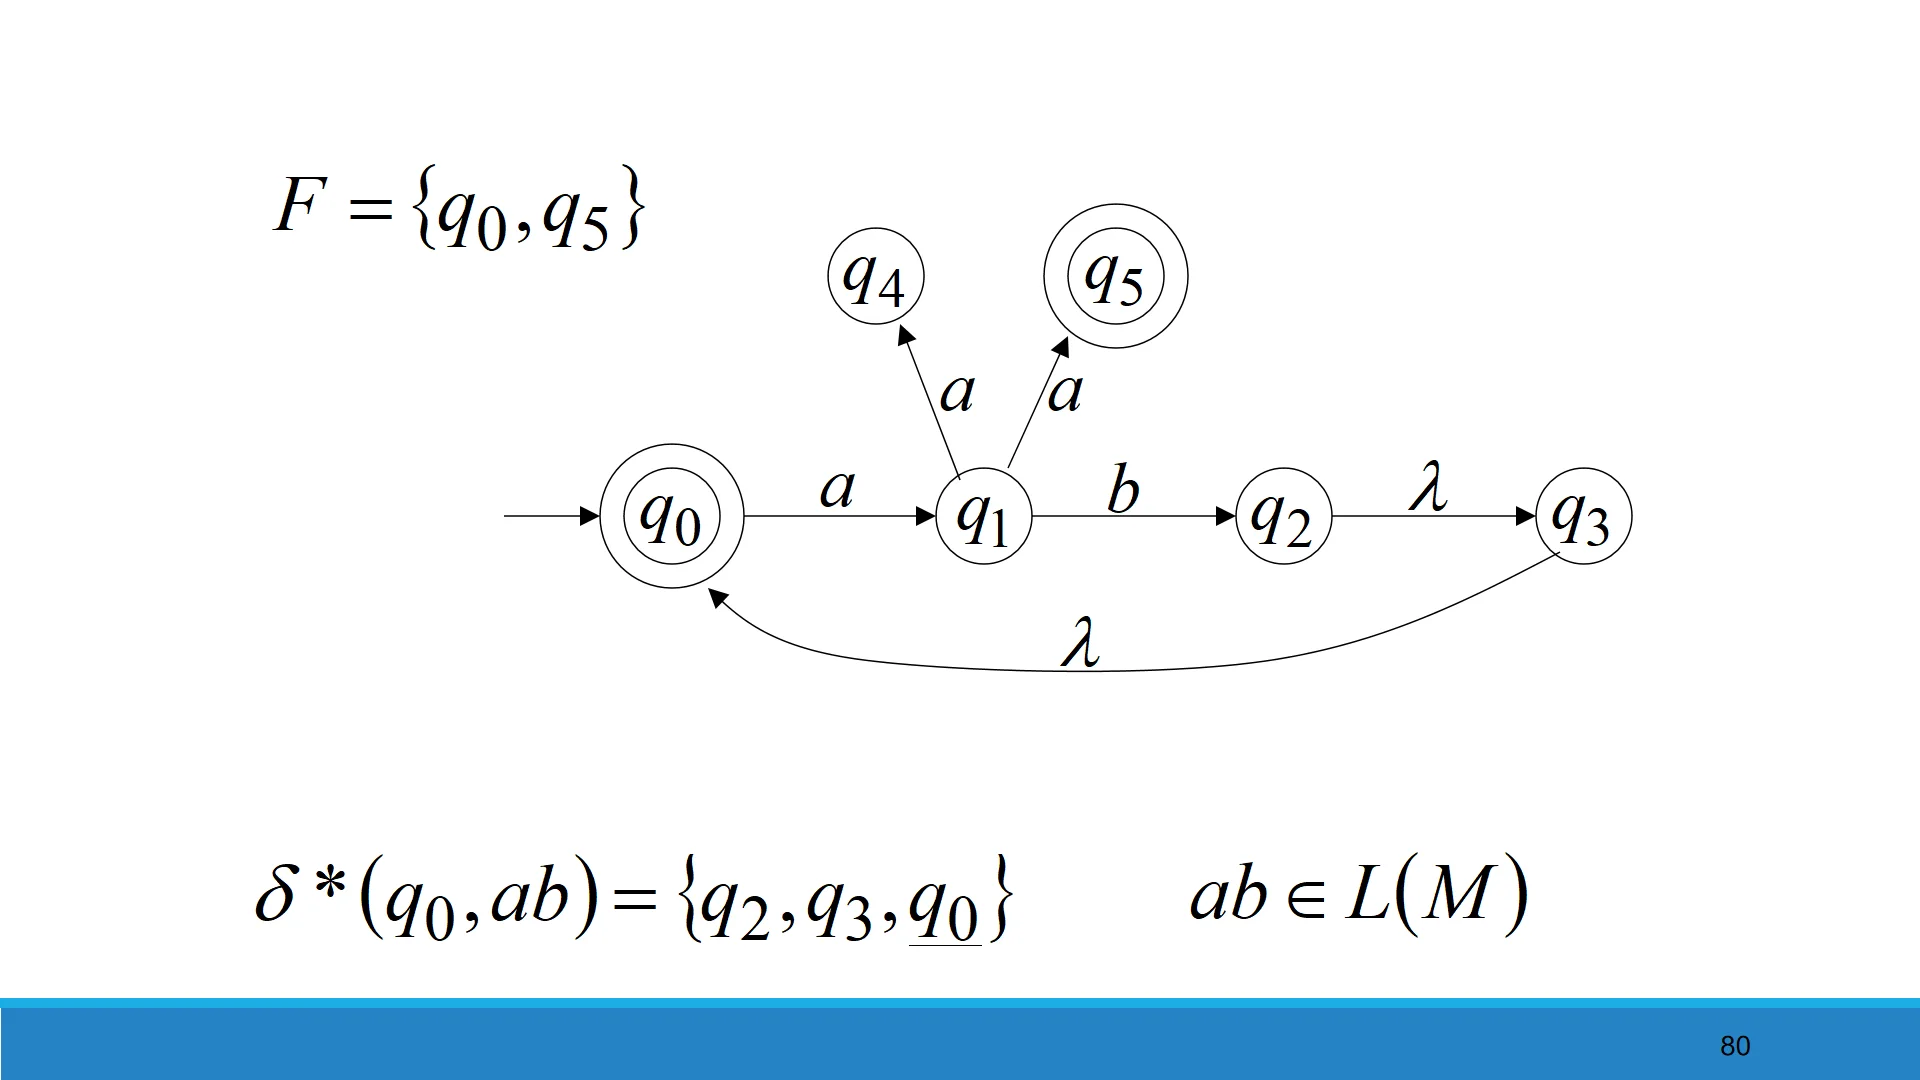 F = {q₀, q₅}
q₄ q₅
a a
q₀ a q₁ b q₂ λ q₃
λ
δ*(q₀, ab) = {q₂, q₃, q₀} ab ∈ L(M)
80